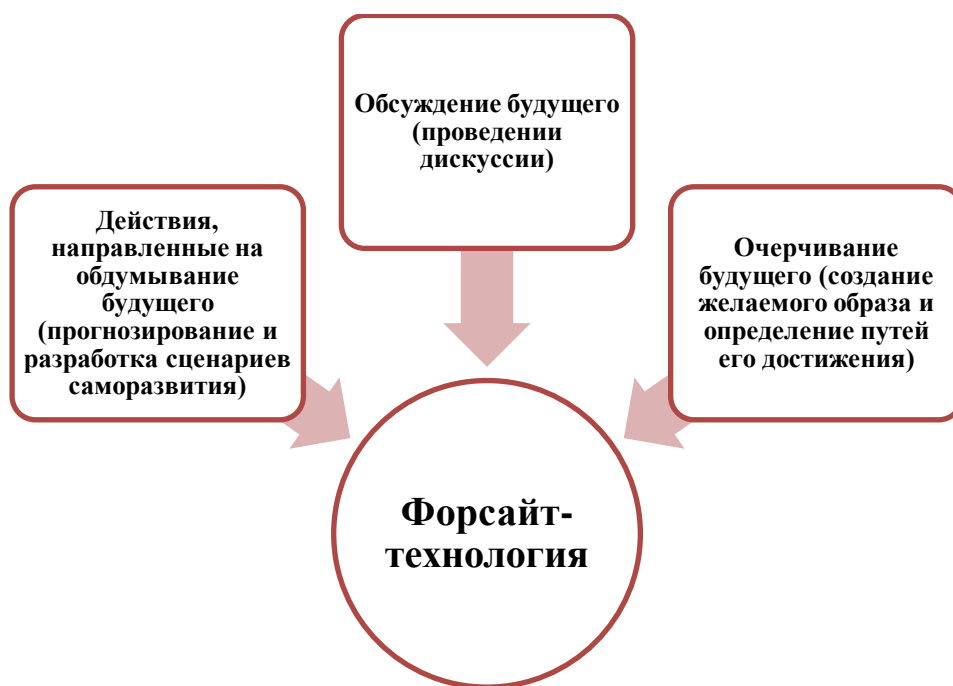 Обсуждение будущего
(проведении
дискуссии)
Действия,
направленные на
обдумывание
будущего
(прогнозирование и
разработка сценариев
саморазвития)
Очерчивание
будущего (создание
желаемого образа и
определение путей
его достижения)
Форсайт-
технология